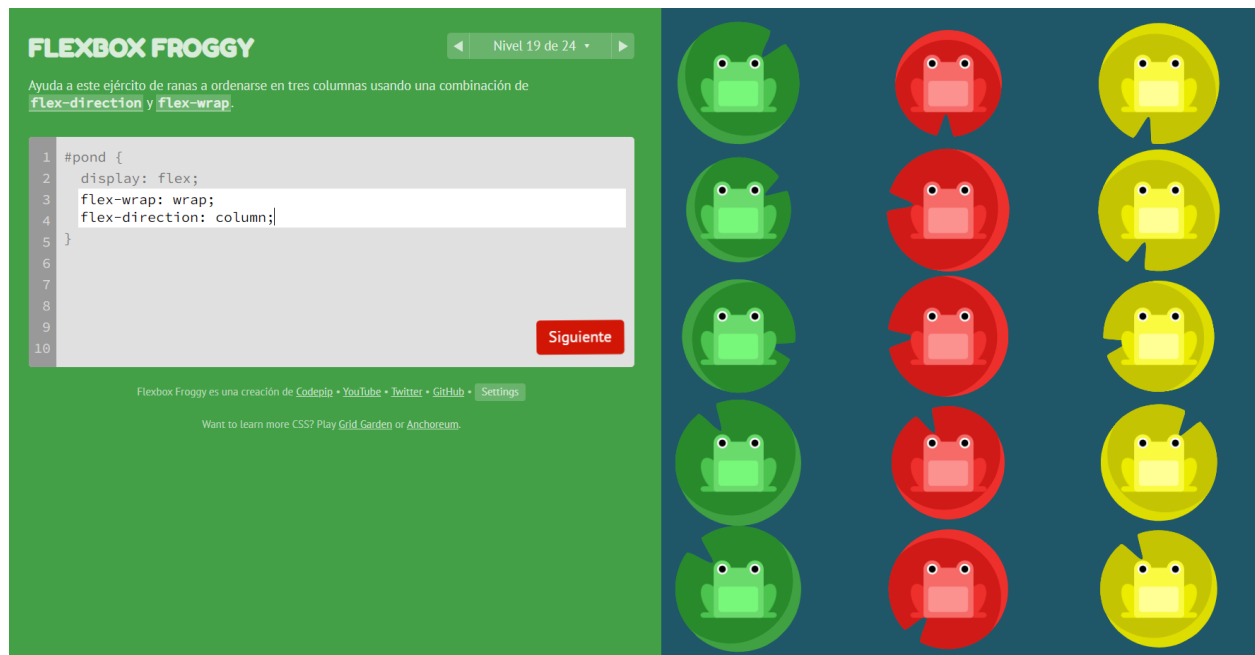 FLEXBOX FROGGY
◀ Nivel 19 de 24 ▾ ▶
Ayuda a este ejército de ranas a ordenarse en tres columnas usando una combinación de
flex-direction y flex-wrap.
1 #pond {
2 display: flex;
3 flex-wrap: wrap;
4 flex-direction: column;
5 }
6
7
8
9
10
Siguiente
Flexbox Froggy es una creación de Codepip • YouTube • Twitter • GitHub • Settings
Want to learn more CSS? Play Grid Garden or Anchoreum.